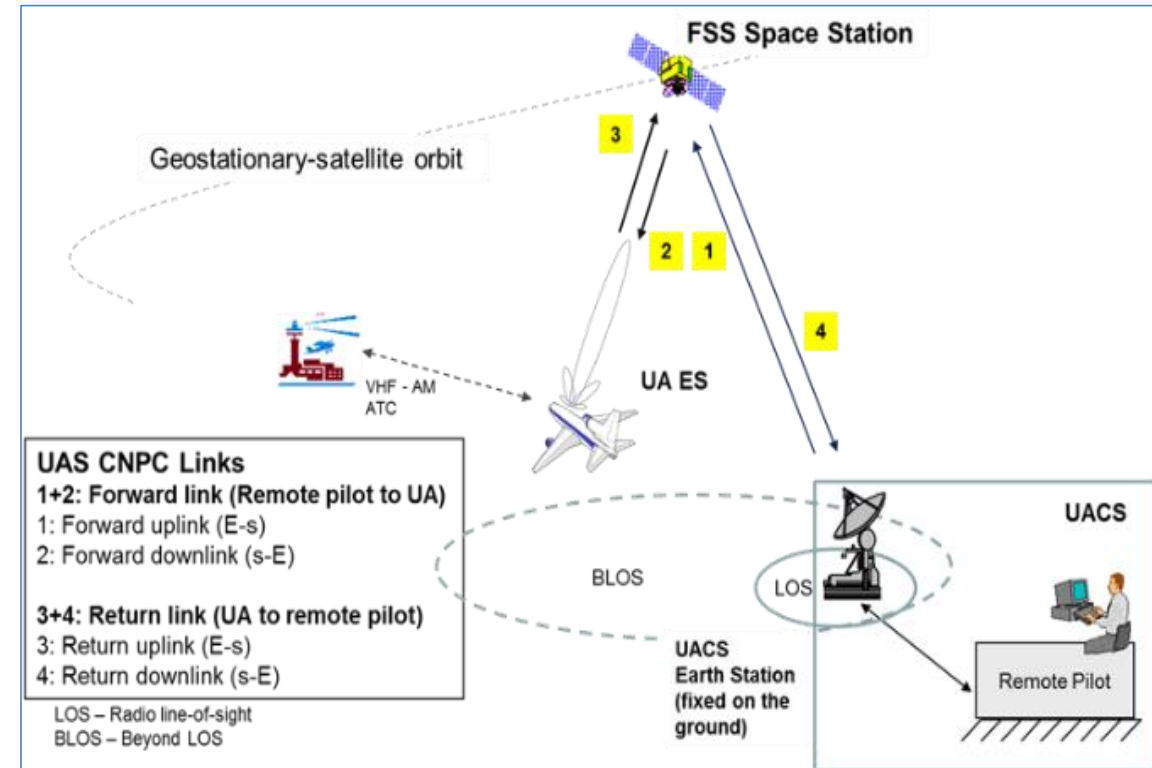 FSS Space Station
3
Geostationary-satellite orbit
2
1
4
UA ES
VHF - AM
ATC
UAS CNPC Links
1+2: Forward link (Remote pilot to UA)
1: Forward uplink (E-s)
2: Forward downlink (s-E)
3+4: Return link (UA to remote pilot)
3: Return uplink (E-s)
4: Return downlink (s-E)
LOS – Radio line-of-sight
BLOS – Beyond LOS
BLOS
LOS
UACS
Earth Station
(fixed on the
ground)
UACS
Remote Pilot